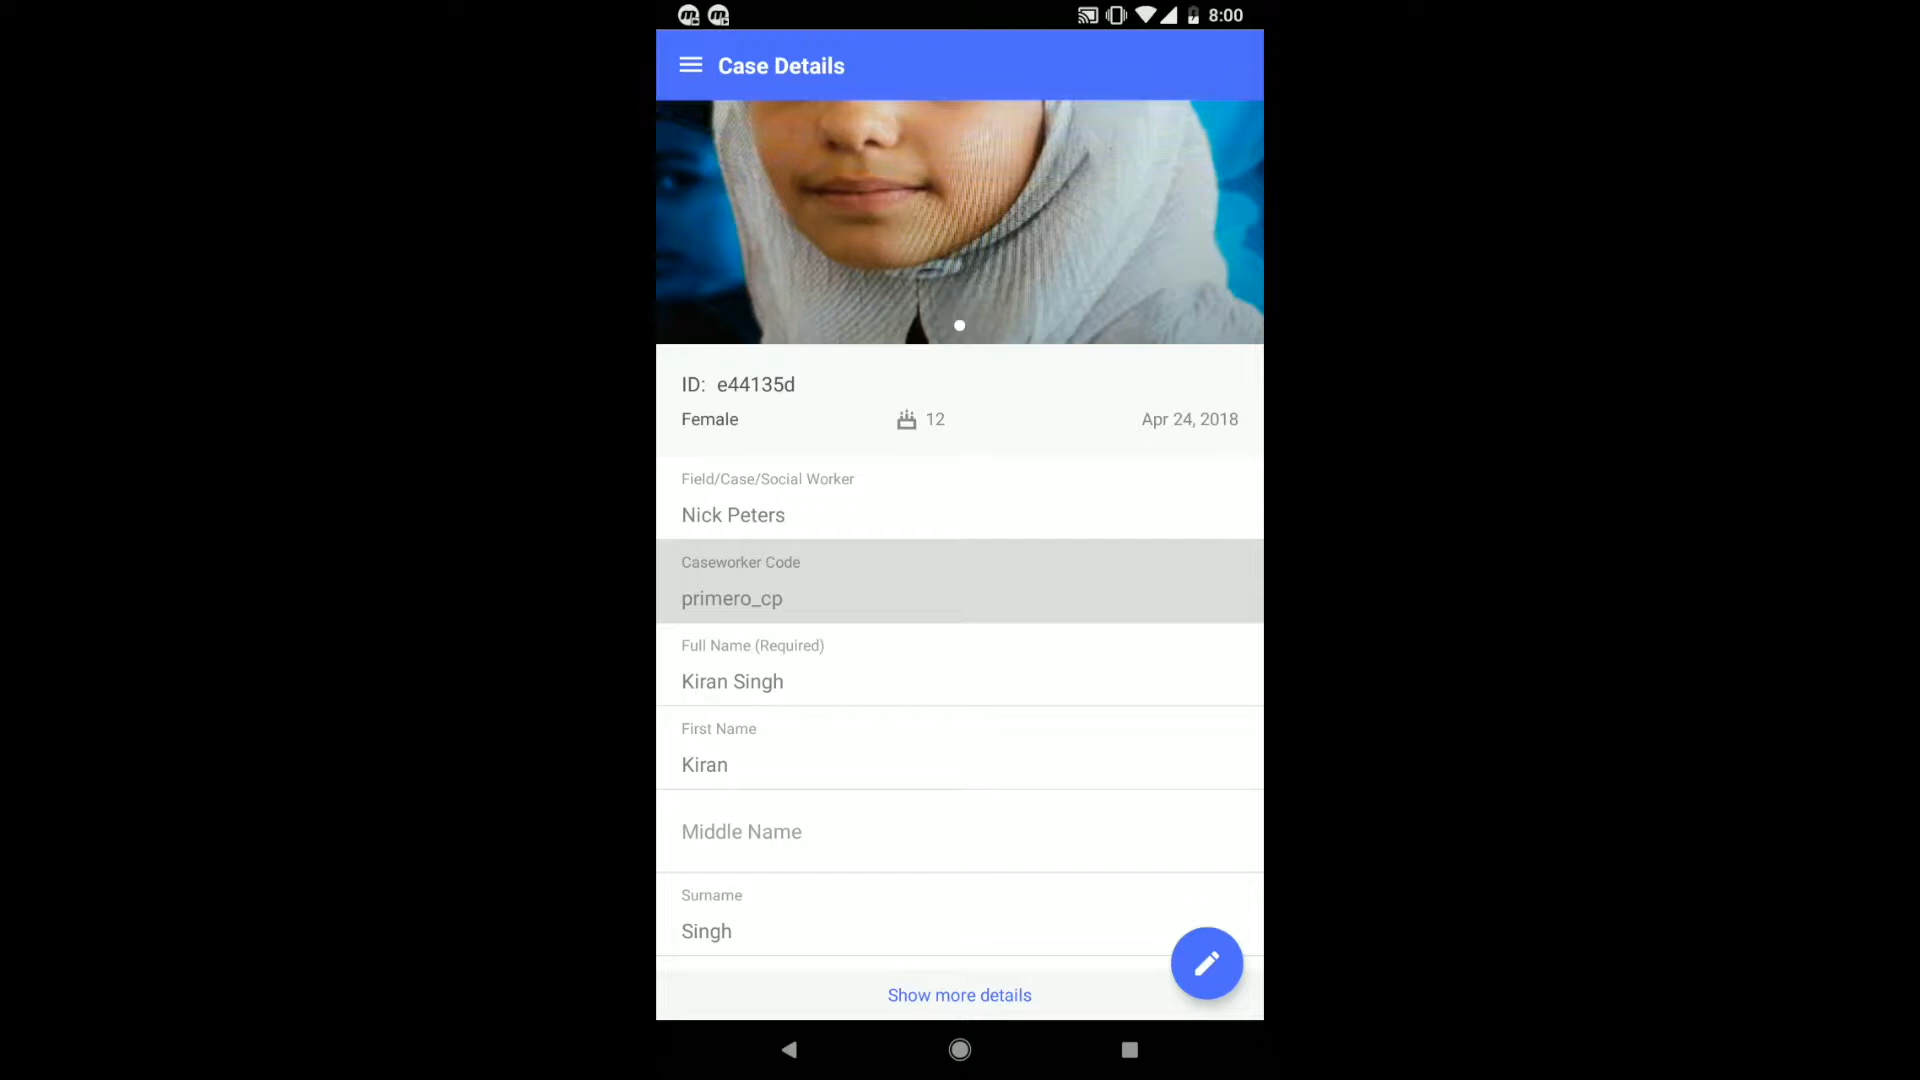 8:00
Case Details
ID: e44135d
Female 12 Apr 24, 2018
Field/Case/Social Worker
Nick Peters
Caseworker Code
primero_cp
Full Name (Required)
Kiran Singh
First Name
Kiran
Middle Name
Surname
Singh
Show more details